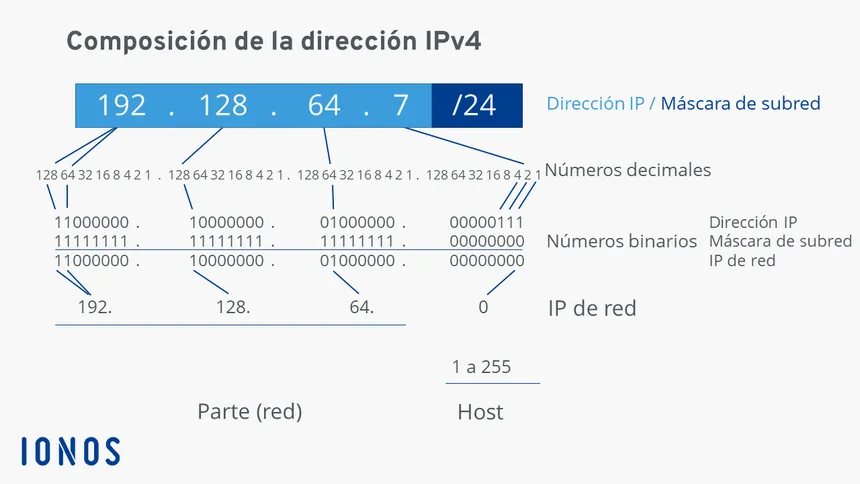 Composición de la dirección IPv4
192 . 128 . 64 . 7 /24 Dirección IP / Máscara de subred
128 64 32 16 8 4 2 1 . 128 64 32 16 8 4 2 1 . 128 64 32 16 8 4 2 1 . 128 64 32 16 8 4 2 1 Números decimales
11000000 . 10000000 . 01000000 . 00000111 Dirección IP
11111111 . 11111111 . 11111111 . 00000000 Números binarios Máscara de subred
11000000 . 10000000 . 01000000 . 00000000 IP de red
192. 128. 64. 0 IP de red
1 a 255
Parte (red) Host
IONOS